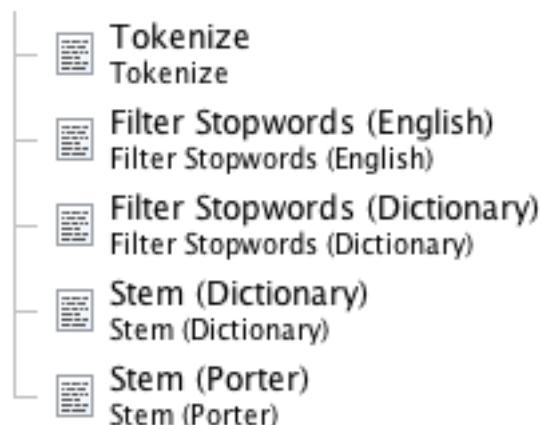 Tokenize
Tokenize
Filter Stopwords (English)
Filter Stopwords (English)
Filter Stopwords (Dictionary)
Filter Stopwords (Dictionary)
Stem (Dictionary)
Stem (Dictionary)
Stem (Porter)
Stem (Porter)